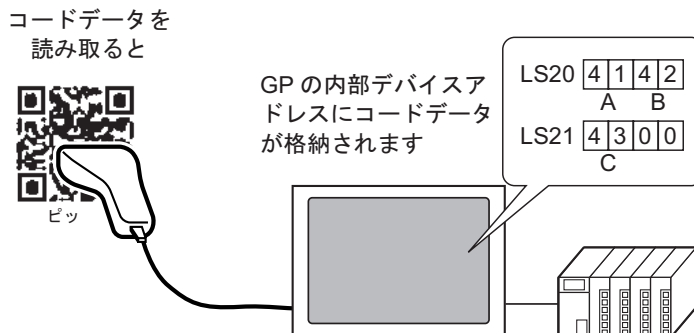 コードデータを
読み取ると
ピッ
GP の内部デバイスア
ドレスにコードデータ
が格納されます
LS20 4 1 4 2
A B
LS21 4 3 0 0
C